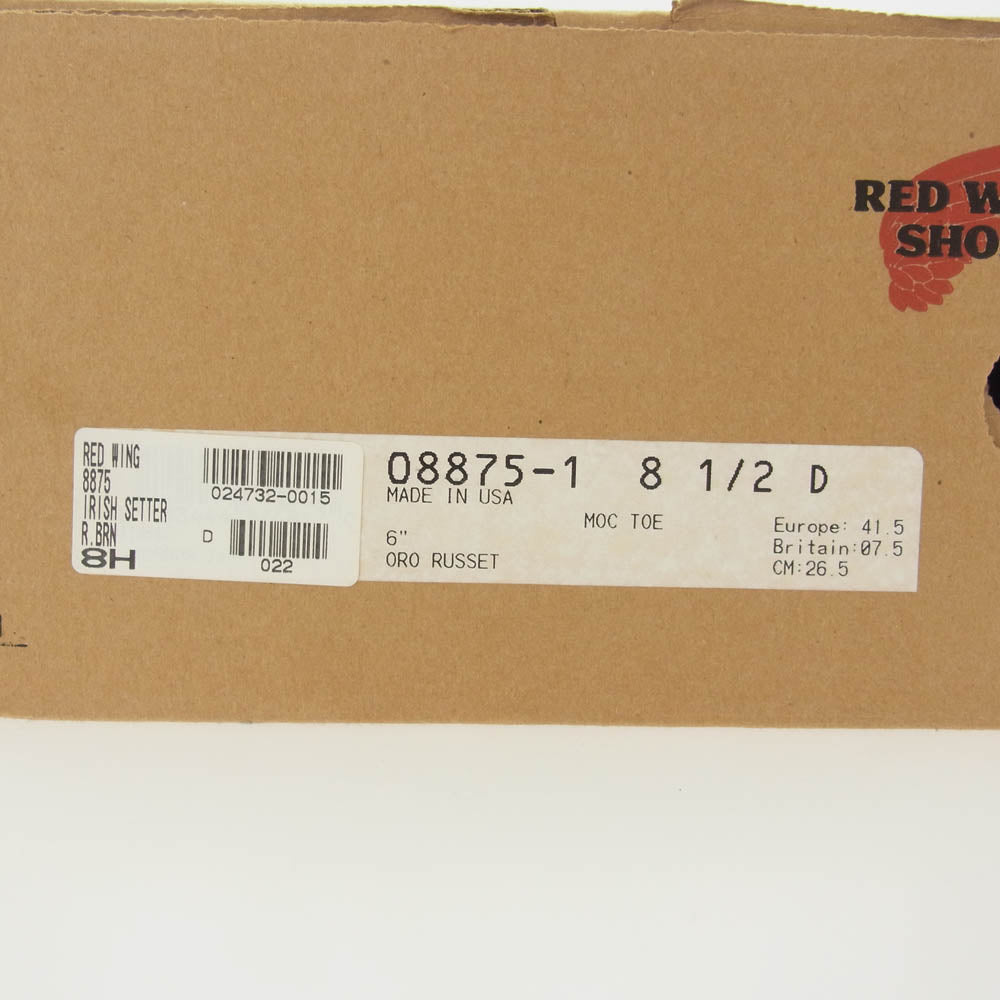 RED
SHO
RED WING
8875
IRISH SETTER
R.BRN
8H
024732-0015
D
022
08875-1 8 1/2 D
MADE IN USA
MOC TOE
6"
ORO RUSSET
Europe: 41.5
Britain:07.5
CM:26.5